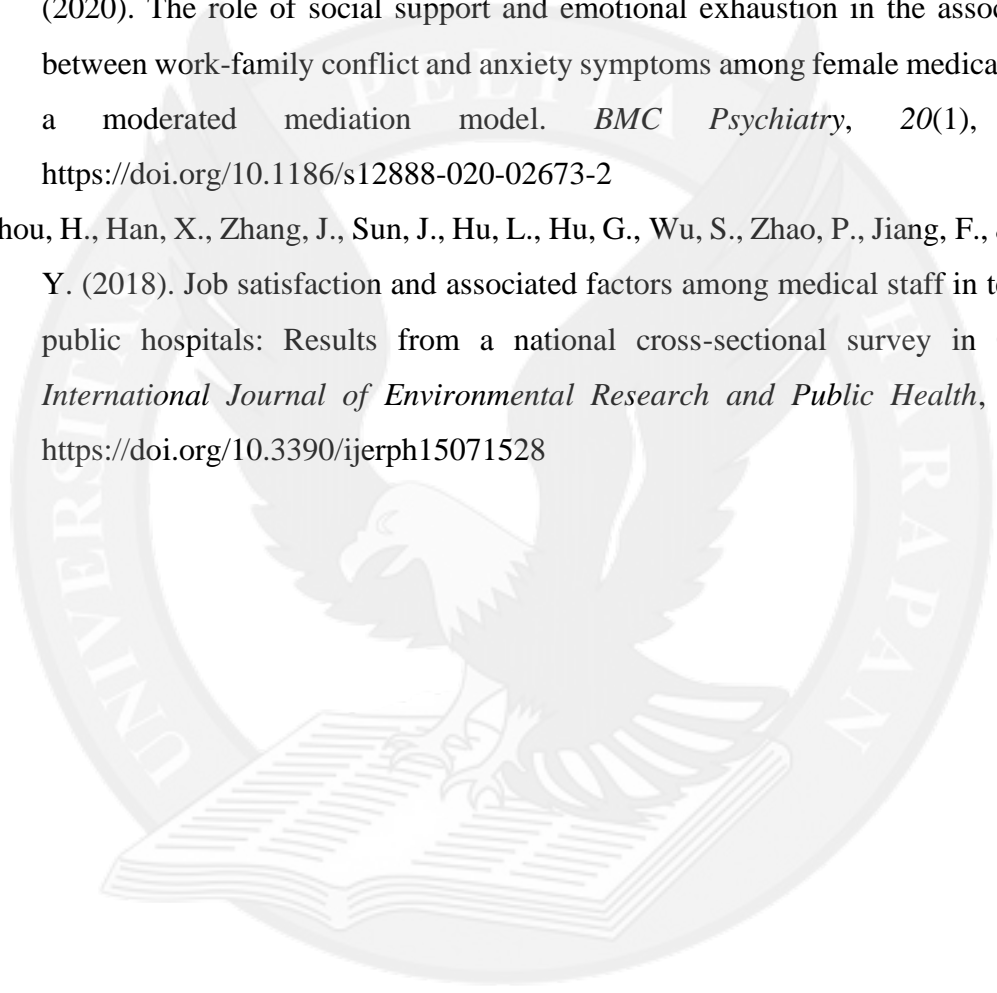 (2020). The role of social support and emotional exhaustion in the assoc
between work-family conflict and anxiety symptoms among female medica
a moderated mediation model. BMC Psychiatry, 20(1),
https://doi.org/10.1186/s12888-020-02673-2
hou, H., Han, X., Zhang, J., Sun, J., Hu, L., Hu, G., Wu, S., Zhao, P., Jiang, F.,
Y. (2018). Job satisfaction and associated factors among medical staff in t
public hospitals: Results from a national cross-sectional survey in
International Journal of Environmental Research and Public Health,
https://doi.org/10.3390/ijerph15071528
UNIVERSITAS PELITA HARAPAN